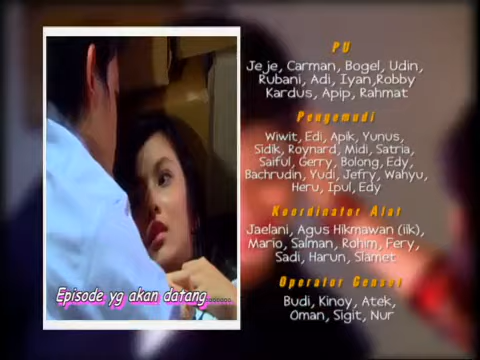 PU
Jeje, Carman, Bogel, Udin,
Rubani, Adi, Iyan,Robby
Kardus, Apip, Rahmat
Pengemudi
Wiwit, Edi, Apik, Yunus,
Sidik, Roynard, Midi, Satria,
Saiful, Gerry, Bolong, Edy,
Bachrudin, Yudi, Jefry, Wahyu,
Heru, Ipul, Edy
Koordinator Alat
Jaelani, Agus Hikmawan (iik),
Mario, Salman, Rohim, Fery,
Sadi, Harun, Slamet
Operator Genset
Budi, Kinoy, Atek,
Oman, Sigit, Nur
Episode yg akan datang......